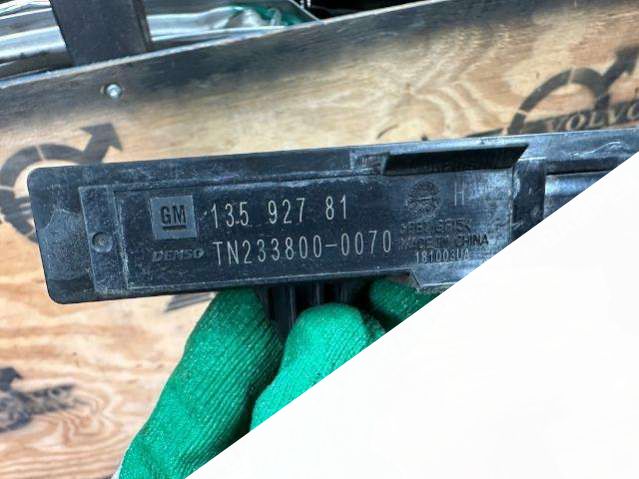 VOLVO
GM 135 927 81
DENSO TN233800-0070
MADE IN CHINA